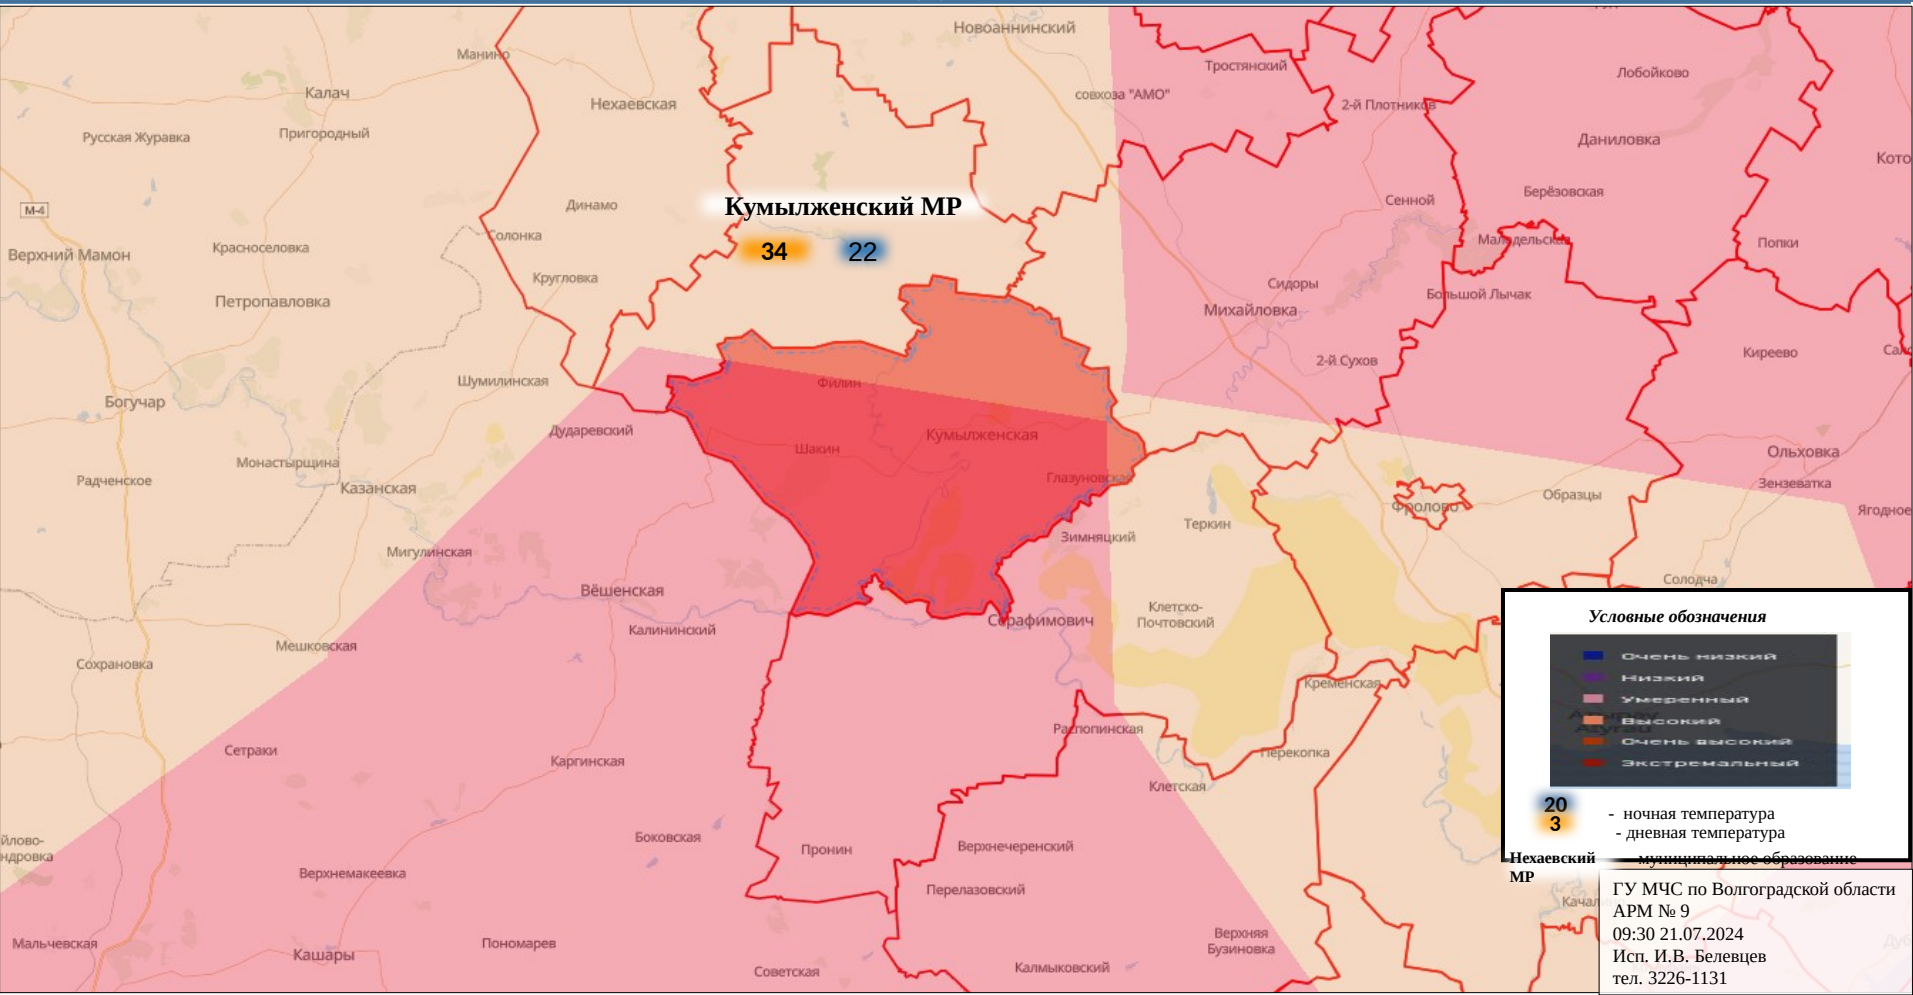 Новоаннинский
Манино
Тростянский
Лобойково
Калач
Нехаевская
совхоза "АМО"
2-й Плотников
Русская Журавка
Пригородный
Даниловка
Кото
Берёзовская
М-4
Динамо
Кумылженский МР
Сенной
Солонка
Малодельская
Попки
Верхний Мамон
Красноселовка
34
22
Кругловка
Сидоры
Большой Лычак
Петропавловка
Михайловка
Шумилинская
Филин
2-й Сухов
Киреево
Богучар
Дударевский
Шакин
Кумылженская
Ольховка
Монастырщина
Радченское
Казанская
Глазуновская
Зензеватка
Образцы
Фролово
Ягодное
Теркин
Мигулинская
Зимняцкий
Солодча
Вёшенская
Клетско-
Почтовский
Серафимович
Калининский
Мешковская
Сохрановка
Кременская
Распопинская
Перекопка
Сетраки
Каргинская
Клетская
Боковская
йлово-
ндровка
Пронин
Верхнечеренский
Верхнемакеевка
Перелазовский
Мальчевская
Кашары
Пономарев
Советская
Калмыковский
Верхняя
Бузиновка
Условные обозначения
Очень низкий
Низкий
Умеренный
Высокий
Очень высокий
Экстремальный
20
- ночная температура
3
- дневная температура
Нехаевский
МР
муниципальное образование
ГУ МЧС по Волгоградской области
АРМ № 9
09:30 21.07.2024
Исп. И.В. Белевцев
тел. 3226-1131